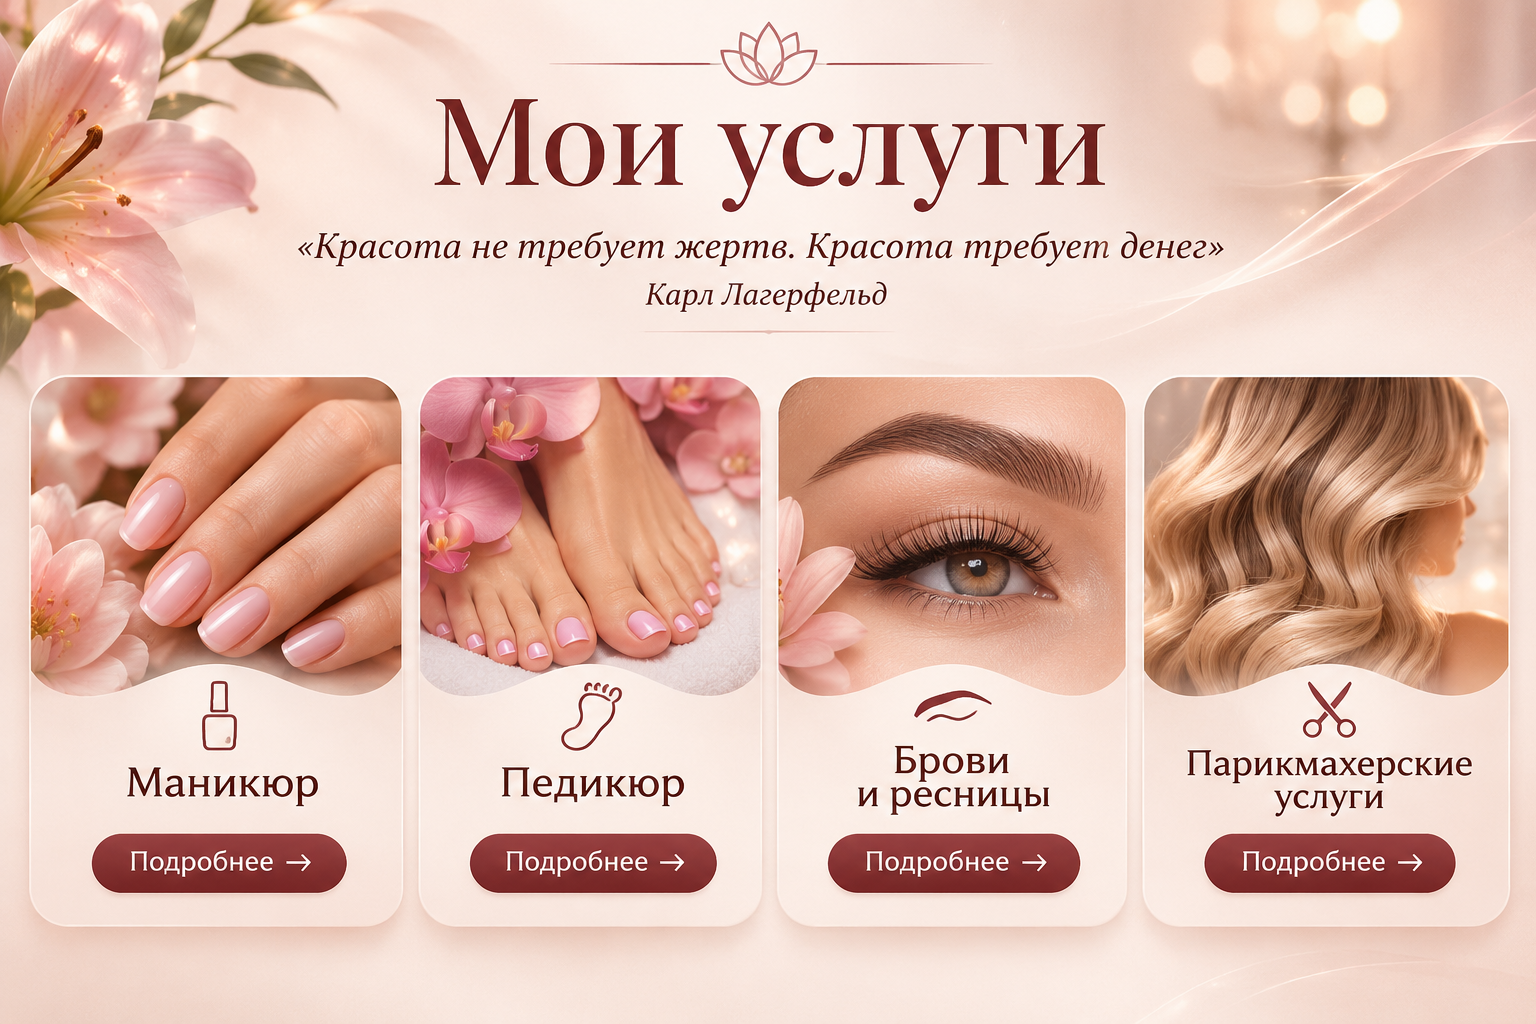 Мои услуги
«Красота не требует жертв. Красота требует денег»
Карл Лагерфельд
Маникюр
Подробнее →
Педикюр
Подробнее →
Брови
и ресницы
Подробнее →
Парикмахерские
услуги
Подробнее →